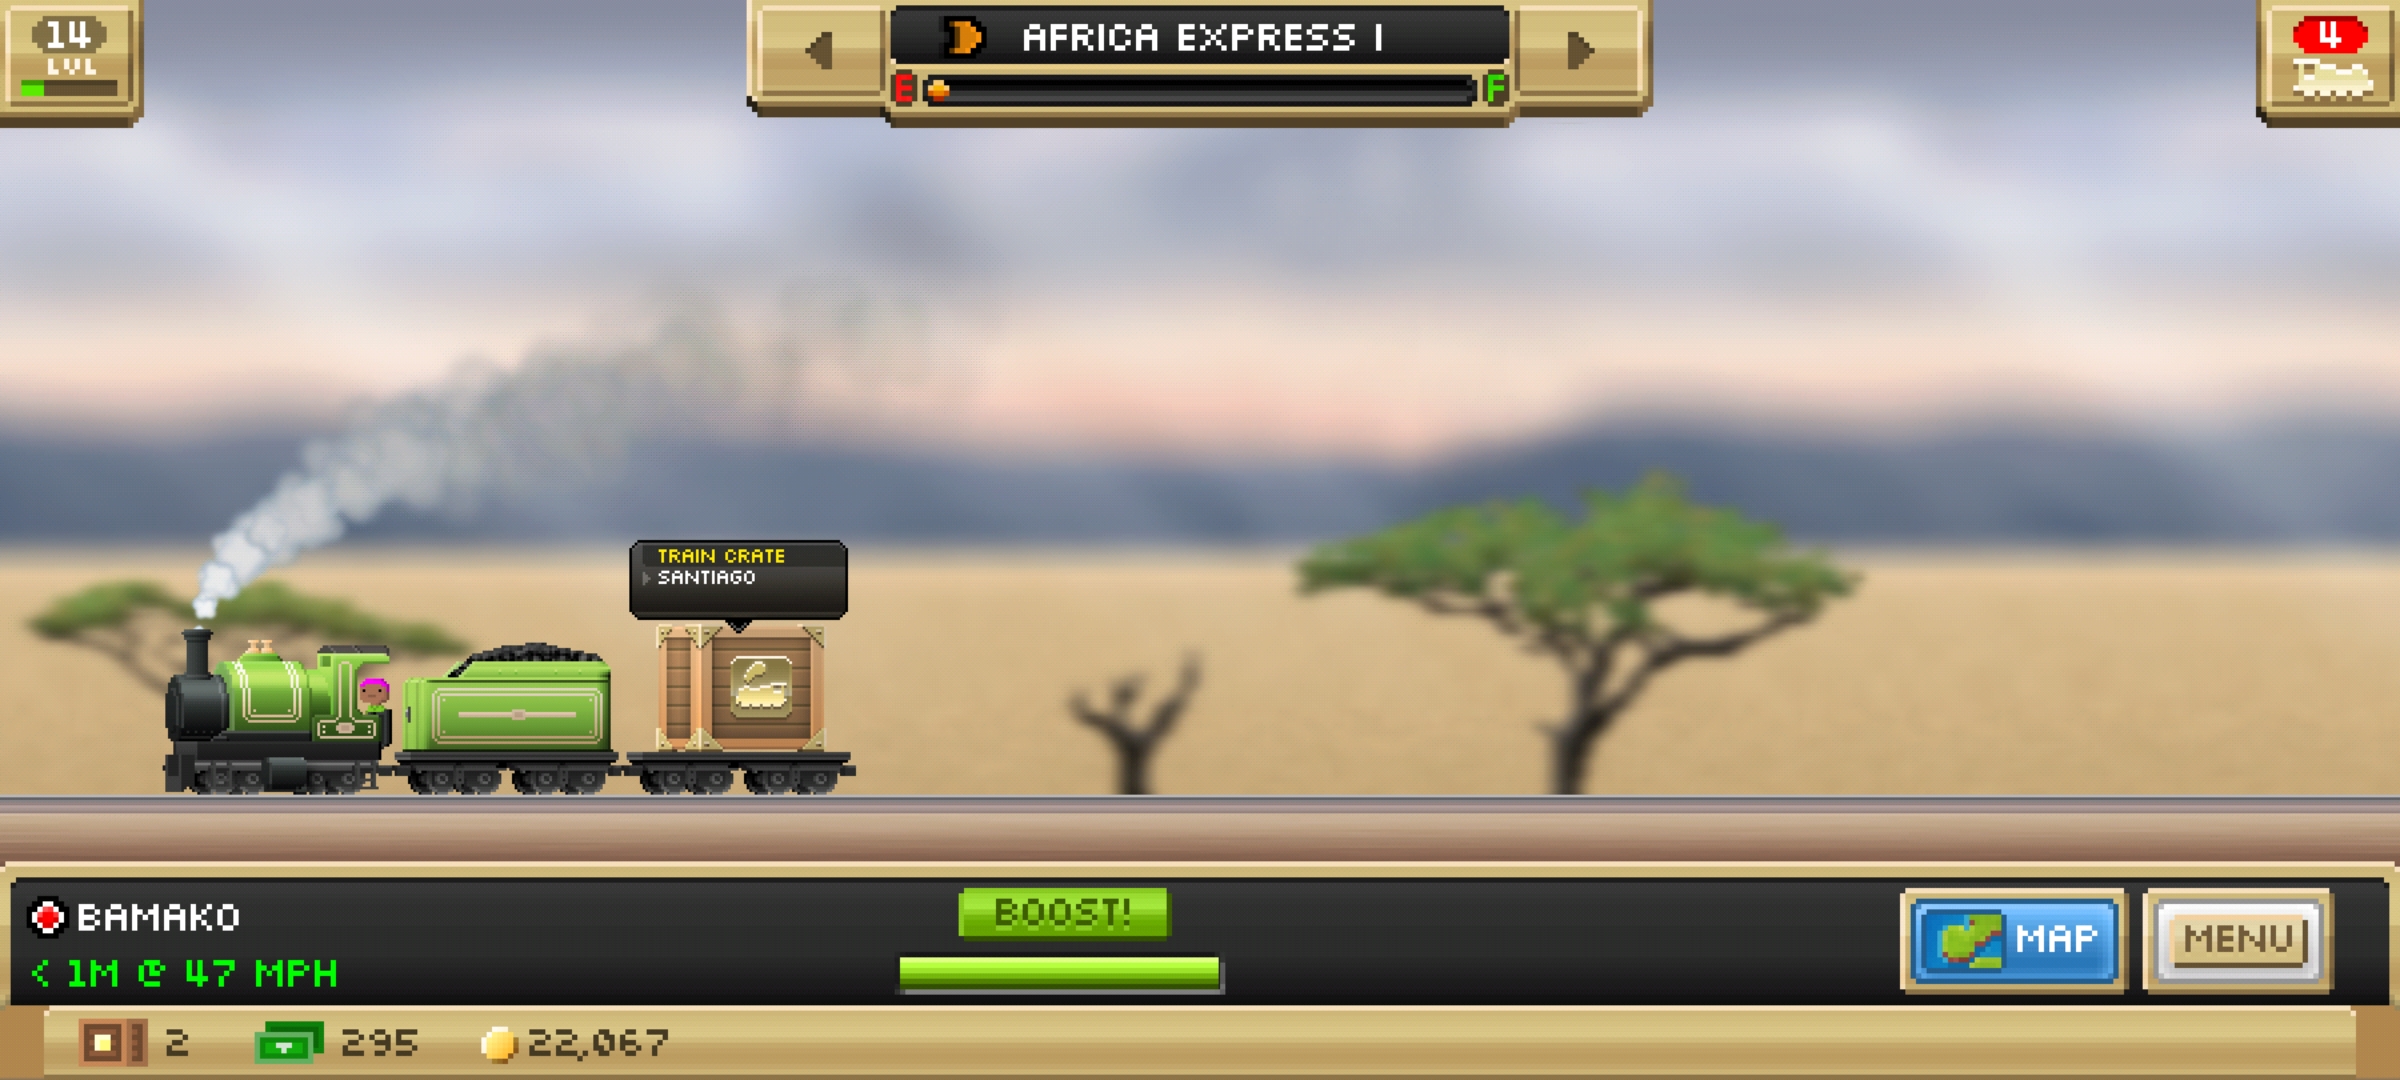 14
LVL
AFRICA EXPRESS I
E
F
4
TRAIN CRATE
SANTIAGO
BAMAKO
< 1M @ 47 MPH
BOOST!
MAP
MENU
2
295
22,067